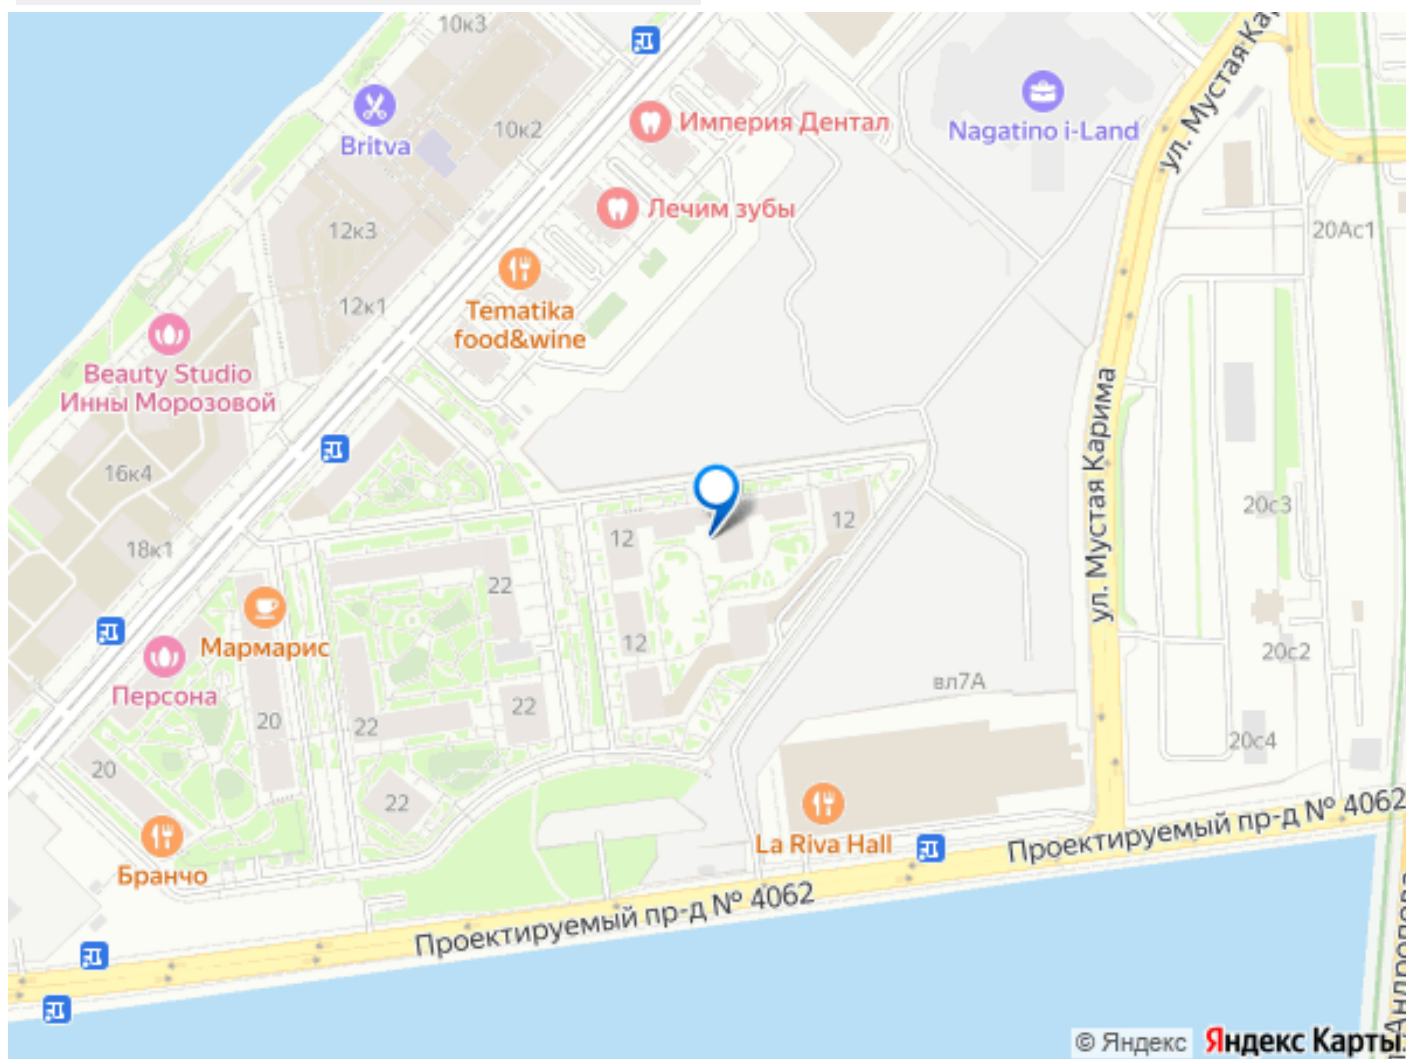 10к3
Britva
10к2
Империя Дентал
Nagatino i-Land
ул. Мустая Ка
Лечим зубы
12к3
20Ас1
Tematika
food&wine
12к1
Beauty Studio
Инны Морозовой
16к4
18к1
ул. Мустая Карима
12
12
20с3
22
12
Мармарис
20с2
Персона
вл7А
20
22
22
20с4
20
22
La Riva Hall
Проектируемый пр-д № 4062
Бранчо
Проектируемый пр-д № 4062
Андропова
© Яндекс
Яндекс Карты